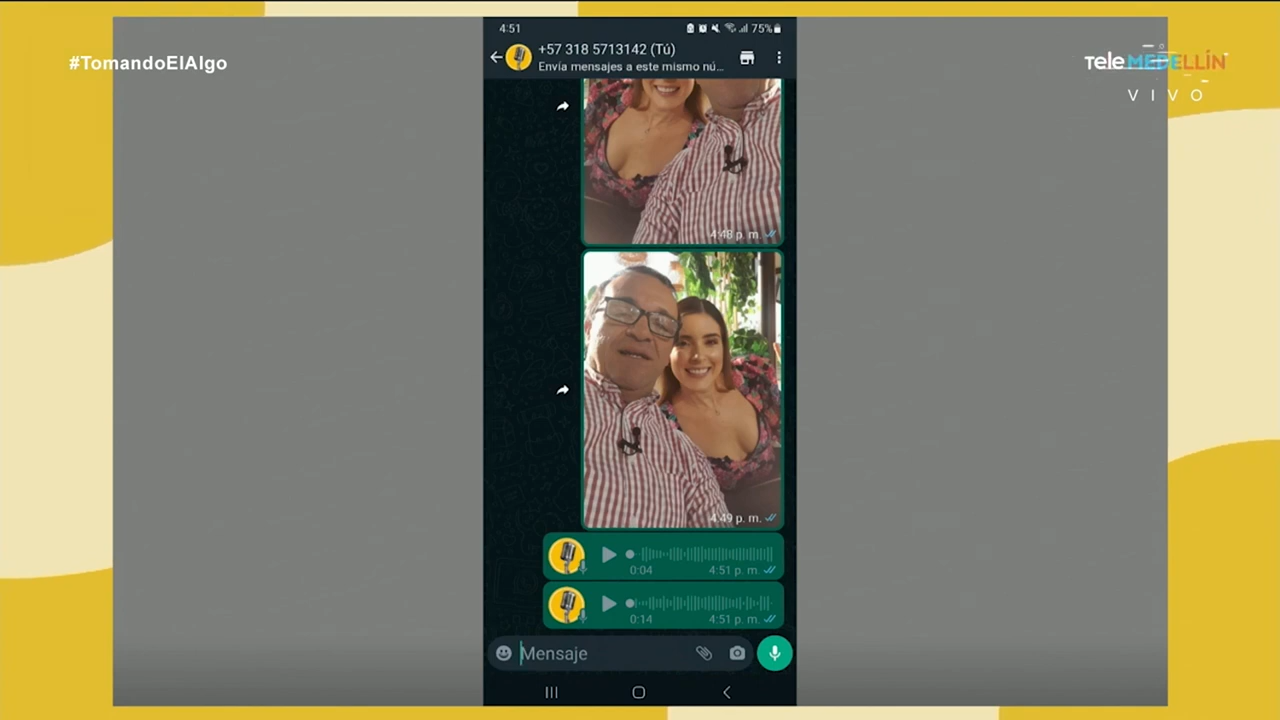 4:51
75%
+57 318 5713142 (Tú)
Envía mensajes a este mismo nú...
#TomandoElAlgo
TELEMEDELLÍN
VIVO
4:48 p. m.
4:49 p. m.
0:04
4:51 p. m.
0:14
4:51 p. m.
Mensaje